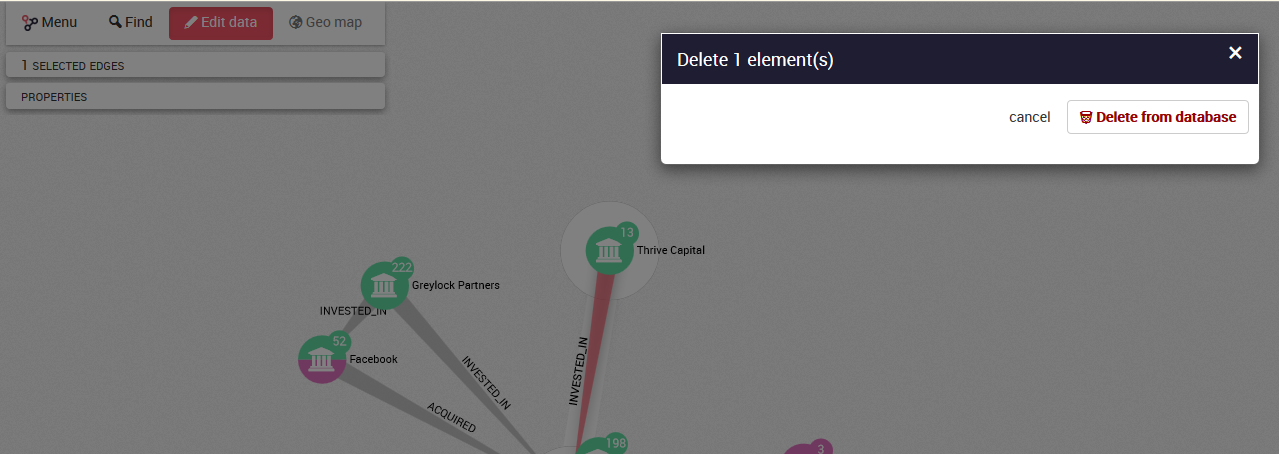 Menu Find Edit data Geo map
Delete 1 element(s)
1 SELECTED EDGES
PROPERTIES
cancel Delete from database
13
Thrive Capital
222
Greylock Partners
INVESTED_IN
52
Facebook
INVESTED_IN
INVESTED_IN
ACQUIRED
198
3